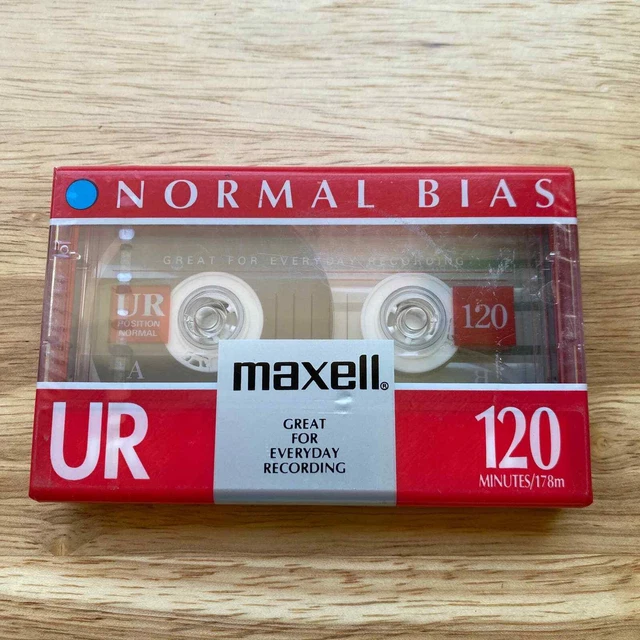 NORMAL BIAS
GREAT FOR EVERYDAY RECORDING
UR
POSITION
NORMAL
120
A
maxell®
GREAT
FOR
EVERYDAY
RECORDING
UR
120
MINUTES/178m